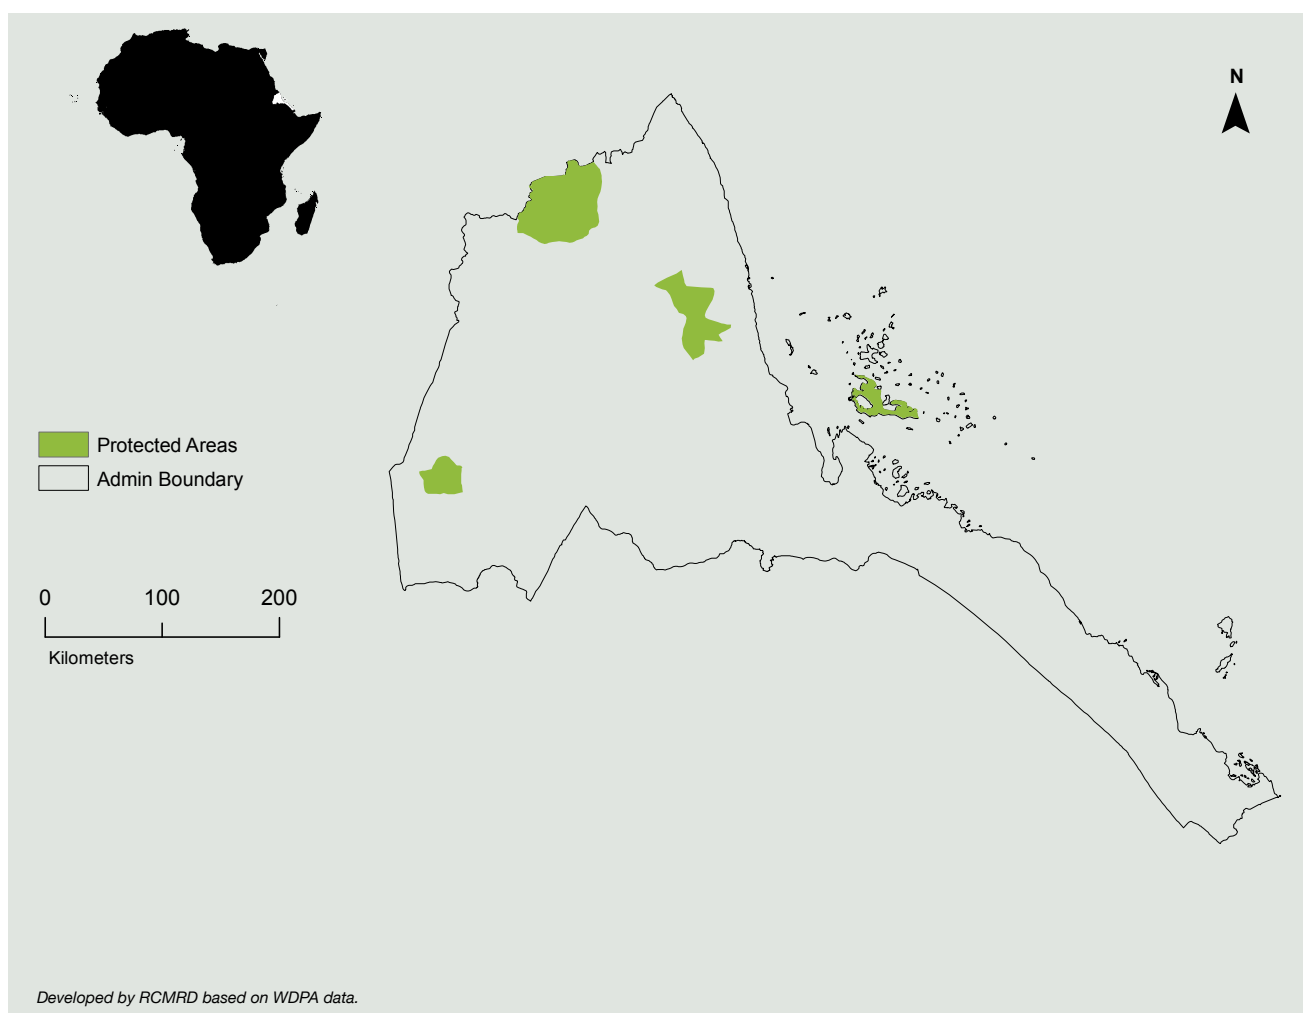 N
Protected Areas
Admin Boundary
0 100 200
Kilometers
Developed by RCMRD based on WDPA data.